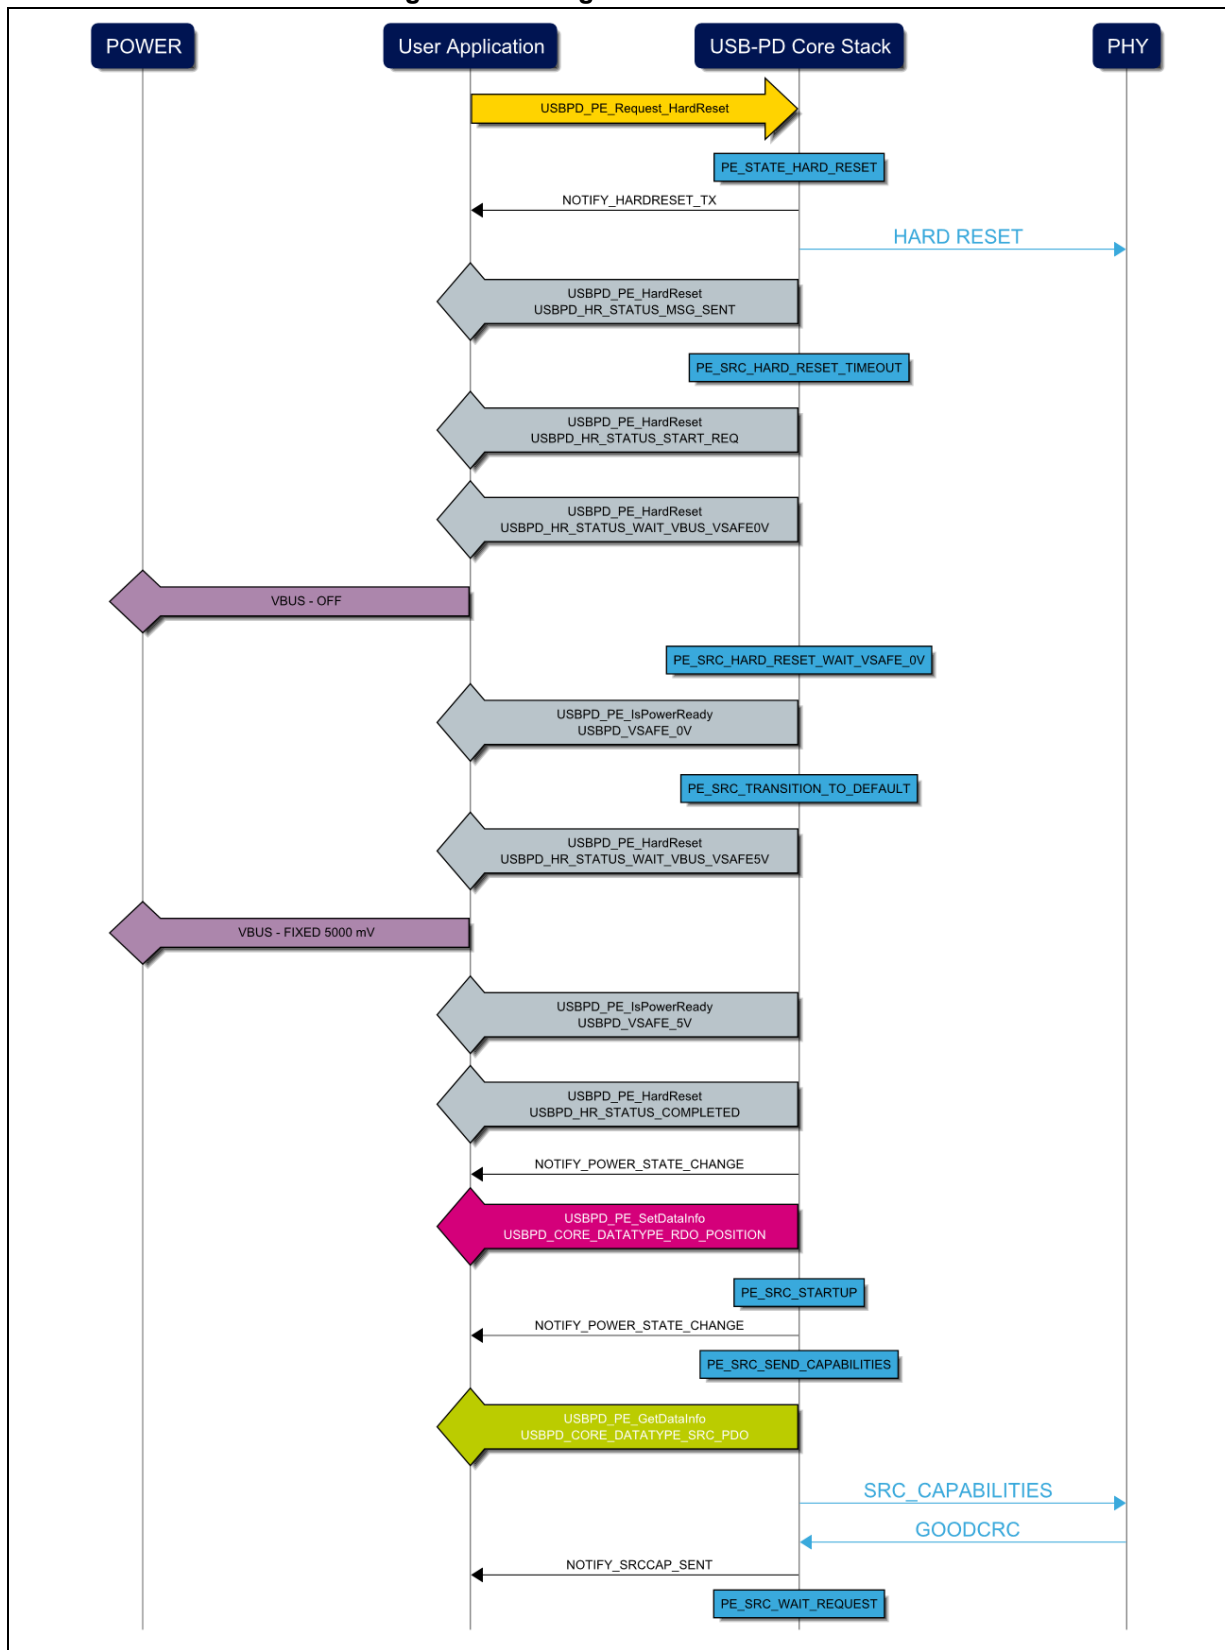 POWER
User Application
USB-PD Core Stack
PHY
USBPD_PE_Request_HardReset
PE_STATE_HARD_RESET
NOTIFY_HARDRESET_TX
HARD RESET
USBPD_PE_HardReset
USBPD_HR_STATUS_MSG_SENT
PE_SRC_HARD_RESET_TIMEOUT
USBPD_PE_HardReset
USBPD_HR_STATUS_START_REQ
USBPD_PE_HardReset
USBPD_HR_STATUS_WAIT_VBUS_VSAFE0V
VBUS - OFF
PE_SRC_HARD_RESET_WAIT_VSAFE_0V
USBPD_PE_IsPowerReady
USBPD_VSAFE_0V
PE_SRC_TRANSITION_TO_DEFAULT
USBPD_PE_HardReset
USBPD_HR_STATUS_WAIT_VBUS_VSAFE5V
VBUS - FIXED 5000 mV
USBPD_PE_IsPowerReady
USBPD_VSAFE_5V
USBPD_PE_HardReset
USBPD_HR_STATUS_COMPLETED
NOTIFY_POWER_STATE_CHANGE
USBPD_PE_SetDataInfo
USBPD_CORE_DATATYPE_RDO_POSITION
PE_SRC_STARTUP
NOTIFY_POWER_STATE_CHANGE
PE_SRC_SEND_CAPABILITIES
USBPD_PE_GetDataInfo
USBPD_CORE_DATATYPE_SRC_PDO
SRC_CAPABILITIES
GOODCRC
NOTIFY_SRCCAP_SENT
PE_SRC_WAIT_REQUEST